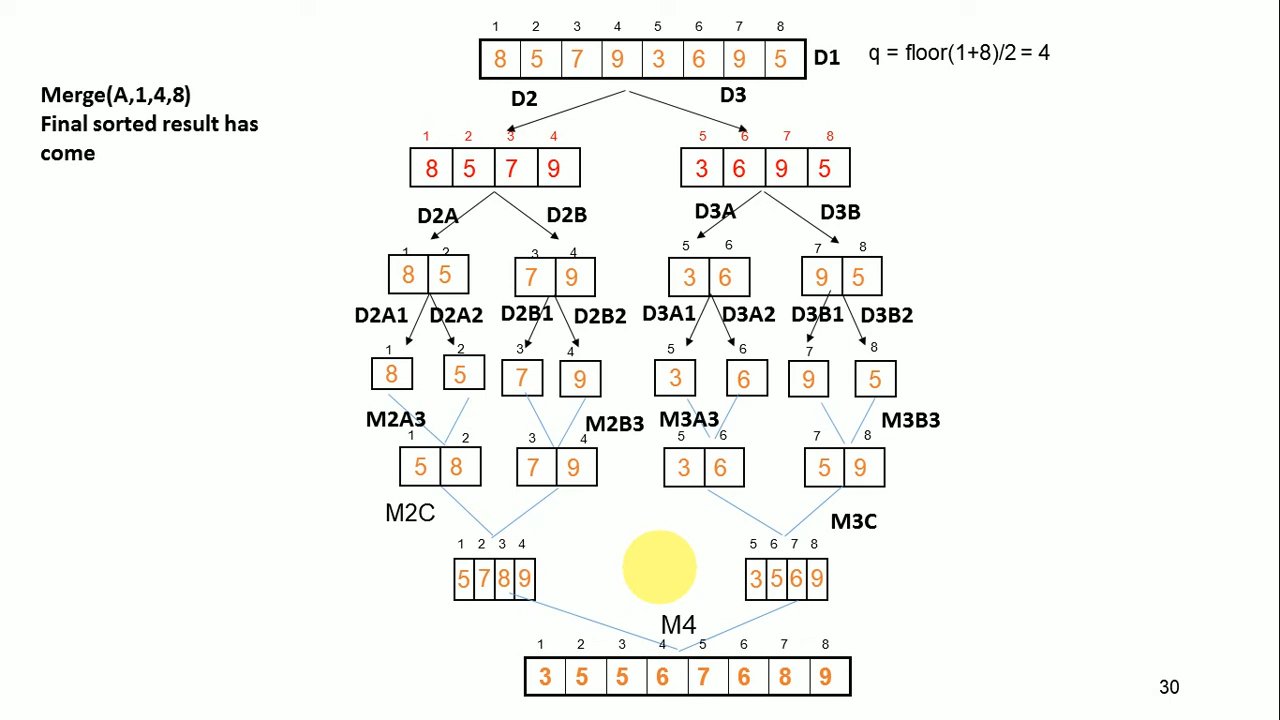 1 2 3 4 5 6 7 8
8 5 7 9 3 6 9 5 D1
q = floor(1+8)/2 = 4
Merge(A,1,4,8)
Final sorted result has
come
D2 D3
1 2 3 4 5 6 7 8
8 5 7 9 3 6 9 5
D2A D2B D3A D3B
1 2 3 4 5 6 7 8
8 5 7 9 3 6 9 5
D2A1 D2A2 D2B1 D2B2 D3A1 D3A2 D3B1 D3B2
1 2 3 4 5 6 7 8
8 5 7 9 3 6 9 5
M2A3 M2B3 M3A3 M3B3
1 2 3 4 5 6 7 8
5 8 7 9 3 6 5 9
M2C M3C
1 2 3 4 5 6 7 8
5 7 8 9 3 5 6 9
M4
1 2 3 4 5 6 7 8
3 5 5 6 7 6 8 9
30